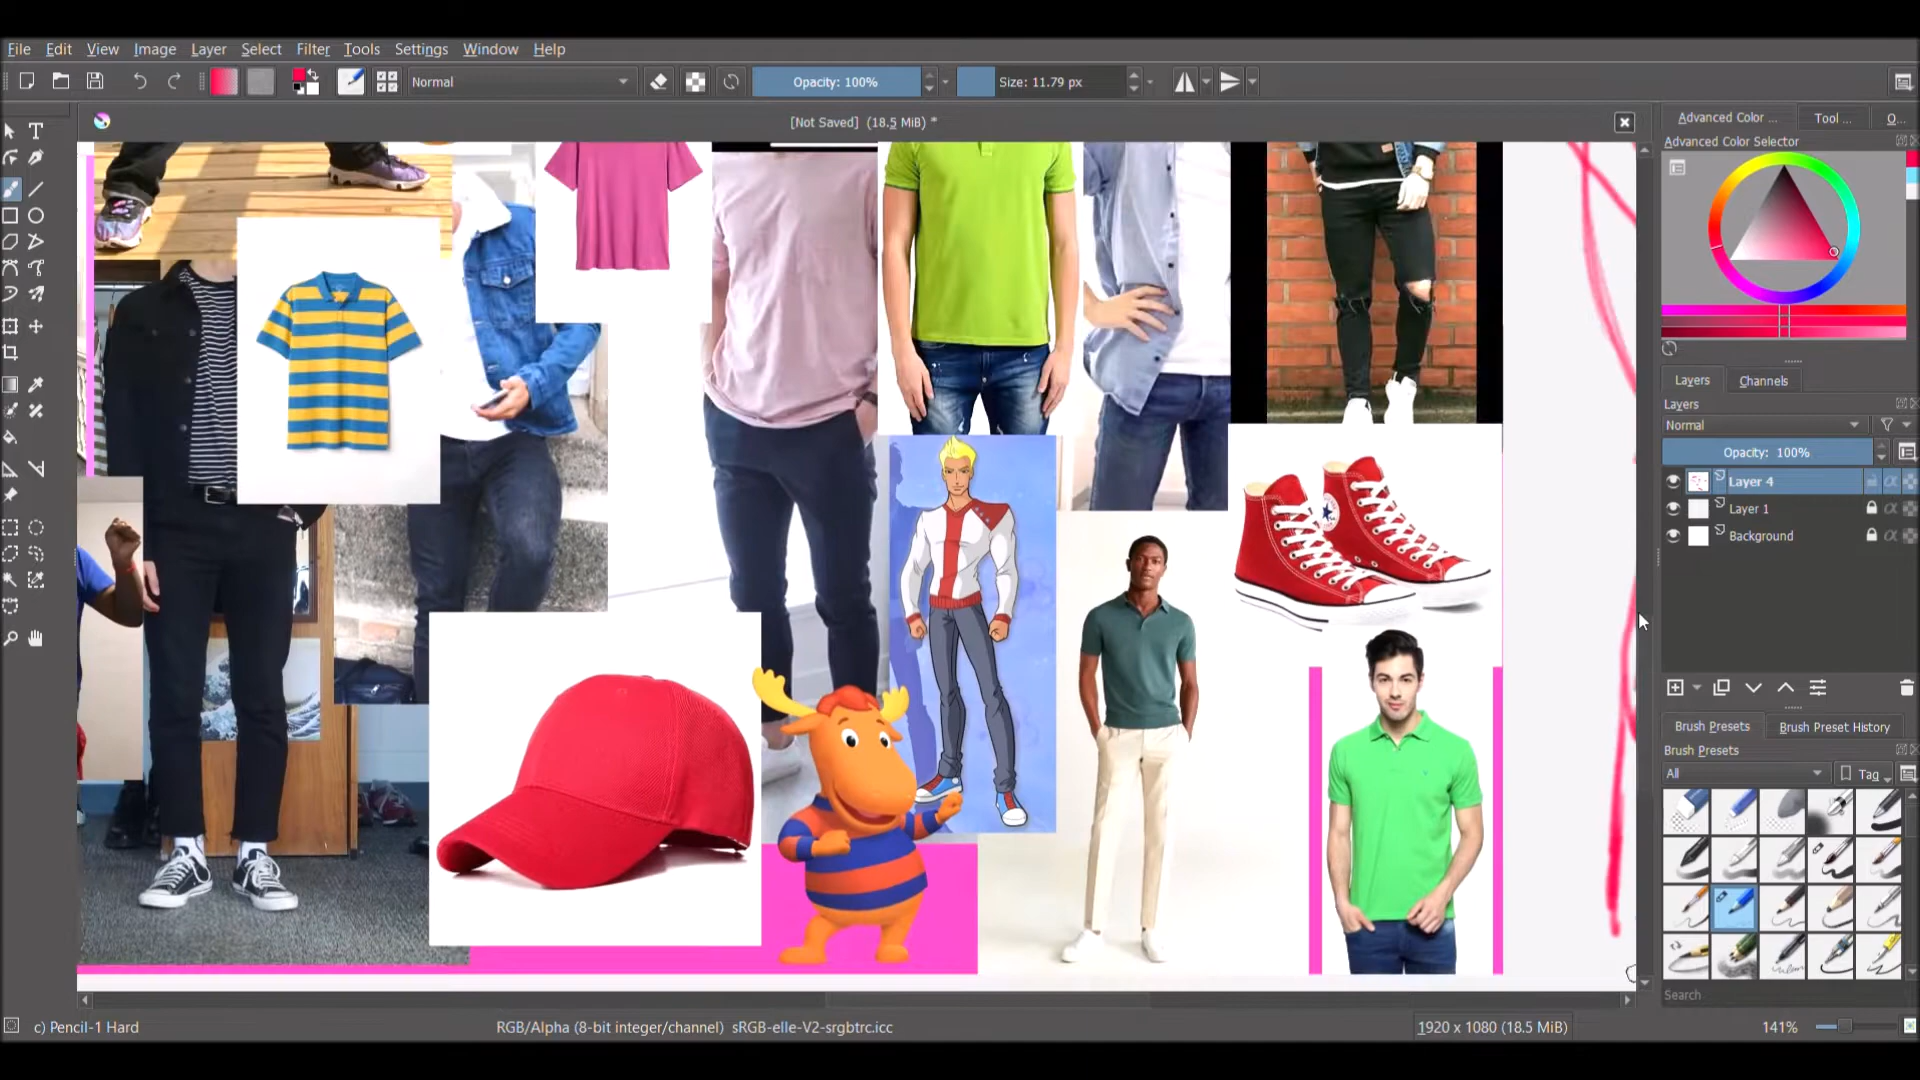 File Edit View Image Layer Select Filter Tools Settings Window Help
Normal
Opacity: 100%
Size: 11.79 px
[Not Saved] (18.5 MiB) *
Advanced Color ...
Tool ...
O...
Advanced Color Selector
Layers
Channels
Layers
Normal
Opacity: 100%
Layer 4
Layer 1
Background
Brush Presets
Brush Preset History
Brush Presets
All
Tag
Search
c) Pencil-1 Hard
RGB/Alpha (8-bit integer/channel) sRGB-elle-V2-srgbtrc.icc
1920 x 1080 (18.5 MiB)
141%